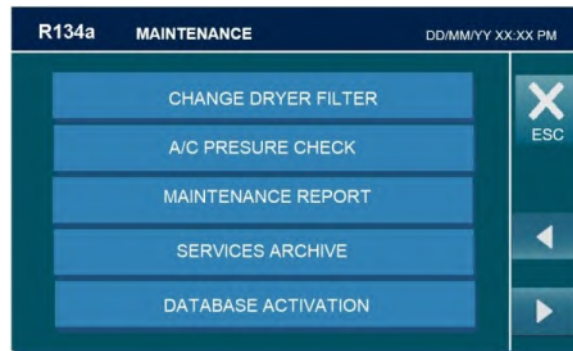 R134a MAINTENANCE DD/MM/YY XX:XX PM
CHANGE DRYER FILTER
ESC
A/C PRESURE CHECK
MAINTENANCE REPORT
SERVICES ARCHIVE
DATABASE ACTIVATION